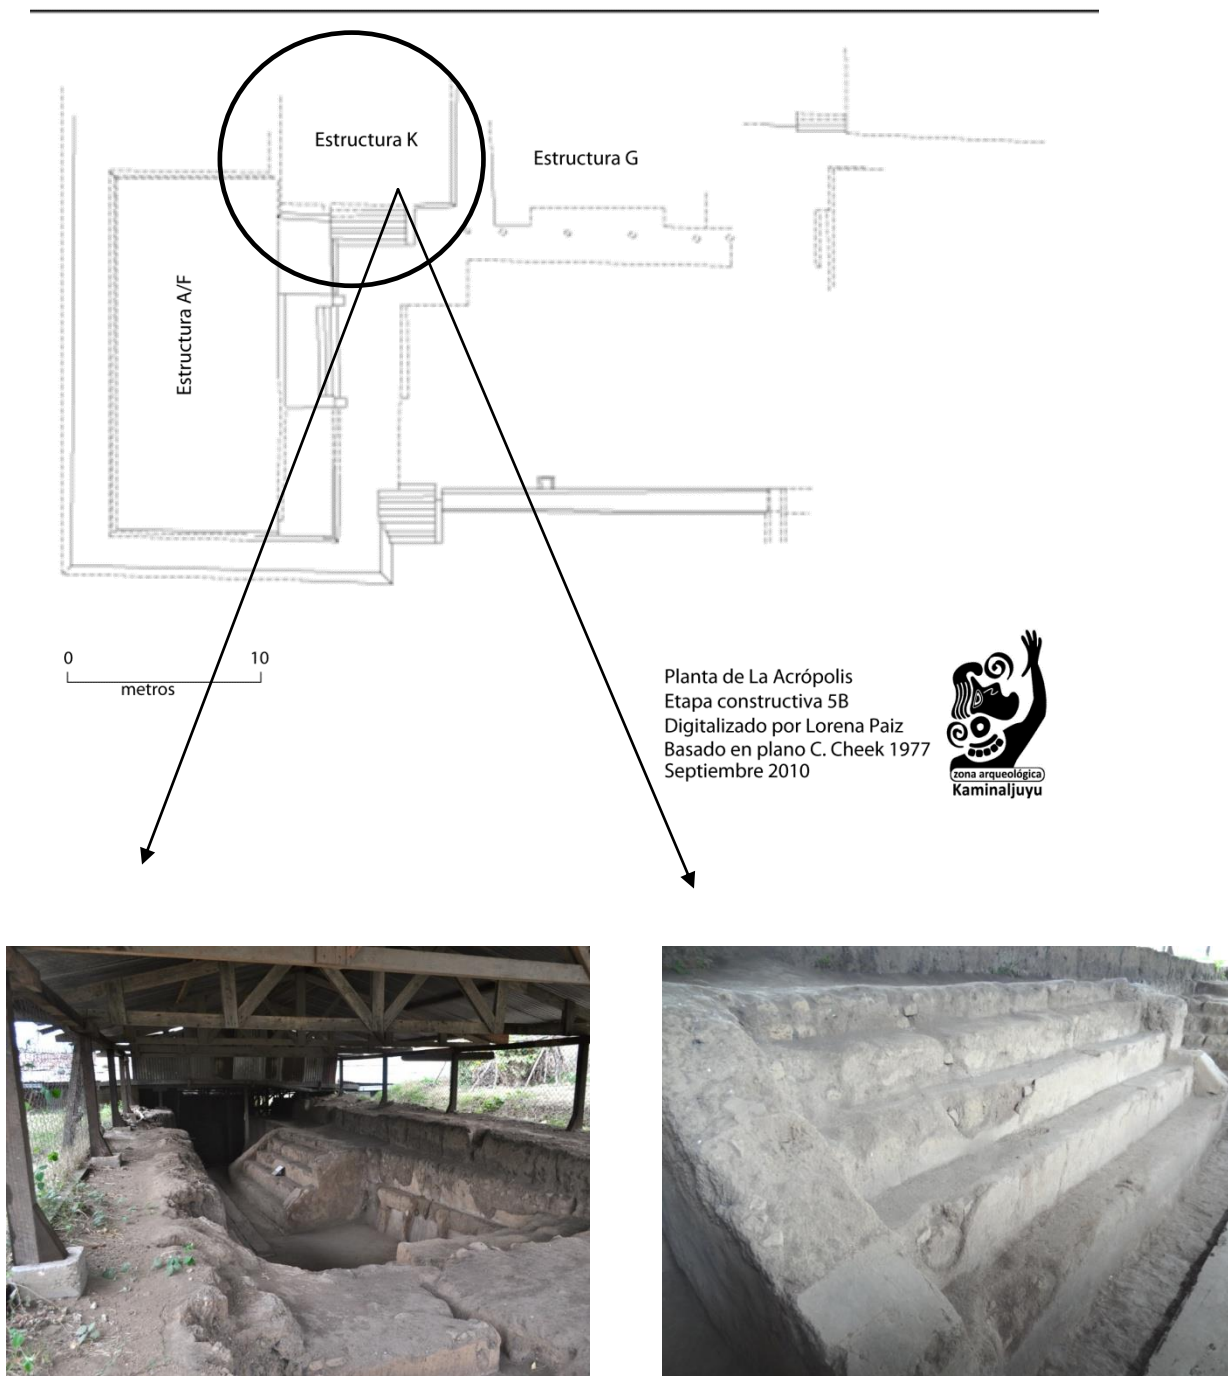 Estructura K
Estructura G
Estructura A/F
0 10
metros
Planta de La Acrópolis
Etapa constructiva 5B
Digitalizado por Lorena Paiz
Basado en plano C. Cheek 1977
Septiembre 2010
zona arqueológica
Kaminaljuyu